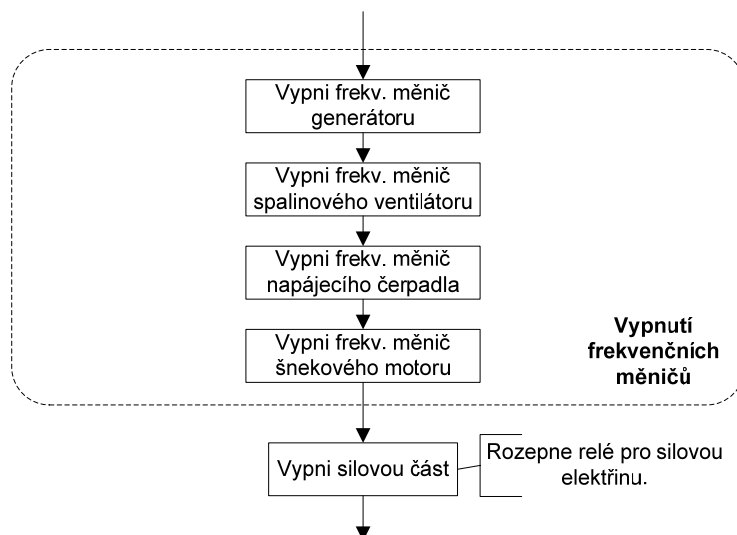 Vypni frekv. měnič
generátoru
Vypni frekv. měnič
spalinového ventilátoru
Vypni frekv. měnič
napájecího čerpadla
Vypni frekv. měnič
šnekového motoru
Vypnutí
frekvenčních
měničů
Vypni silovou část
Rozepne relé pro silovou
elektřinu.